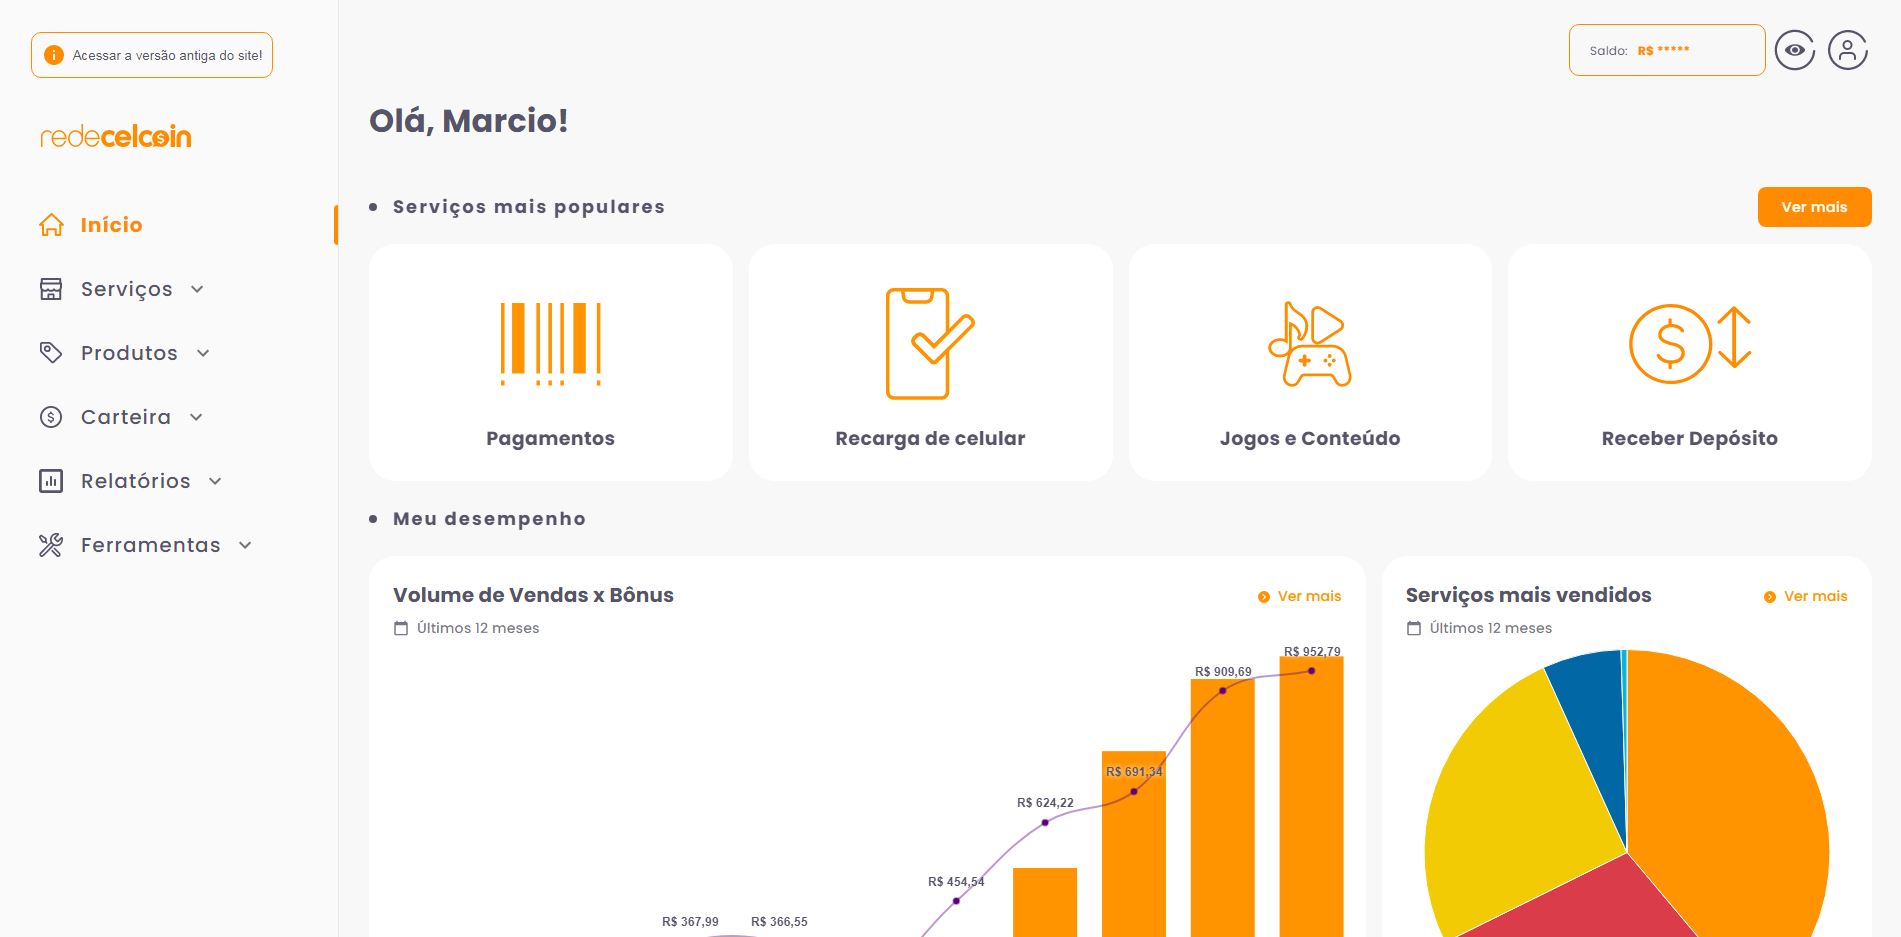 Acessar a versão antiga do site!
Saldo: R$ *****
redecelcoin
Olá, Marcio!
Início
Serviços
Produtos
Carteira
Relatórios
Ferramentas
Serviços mais populares
Ver mais
Pagamentos
Recarga de celular
Jogos e Conteúdo
Receber Depósito
Meu desempenho
Volume de Vendas x Bônus
Ver mais
Últimos 12 meses
R$ 952,79
R$ 909,69
R$ 691,34
R$ 624,22
R$ 454,54
R$ 367,99
R$ 366,55
Serviços mais vendidos
Ver mais
Últimos 12 meses